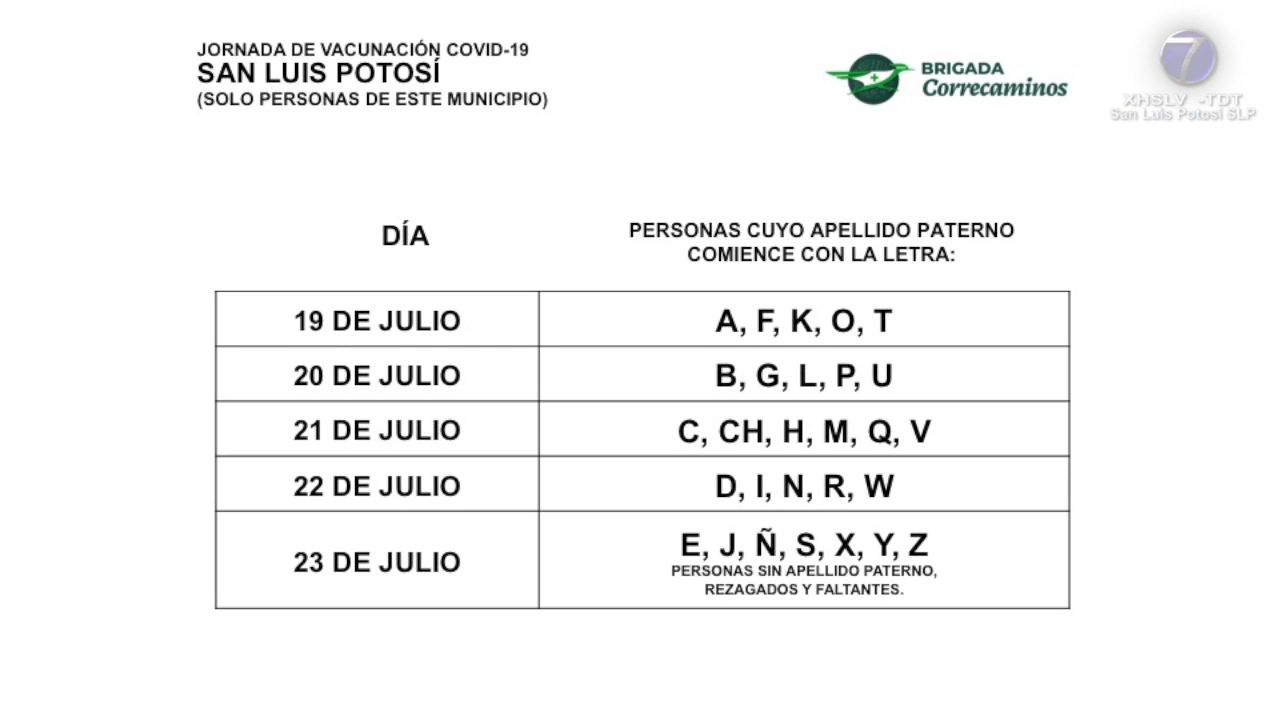 JORNADA DE VACUNACIÓN COVID-19
SAN LUIS POTOSÍ
(SOLO PERSONAS DE ESTE MUNICIPIO)
BRIGADA
Correcaminos
7
XHSLV -TDT
San Luis Potosi SLP
DÍA
PERSONAS CUYO APELLIDO PATERNO
COMIENCE CON LA LETRA:
19 DE JULIO
A, F, K, O, T
20 DE JULIO
B, G, L, P, U
21 DE JULIO
C, CH, H, M, Q, V
22 DE JULIO
D, I, N, R, W
23 DE JULIO
E, J, Ñ, S, X, Y, Z
PERSONAS SIN APELLIDO PATERNO,
REZAGADOS Y FALTANTES.